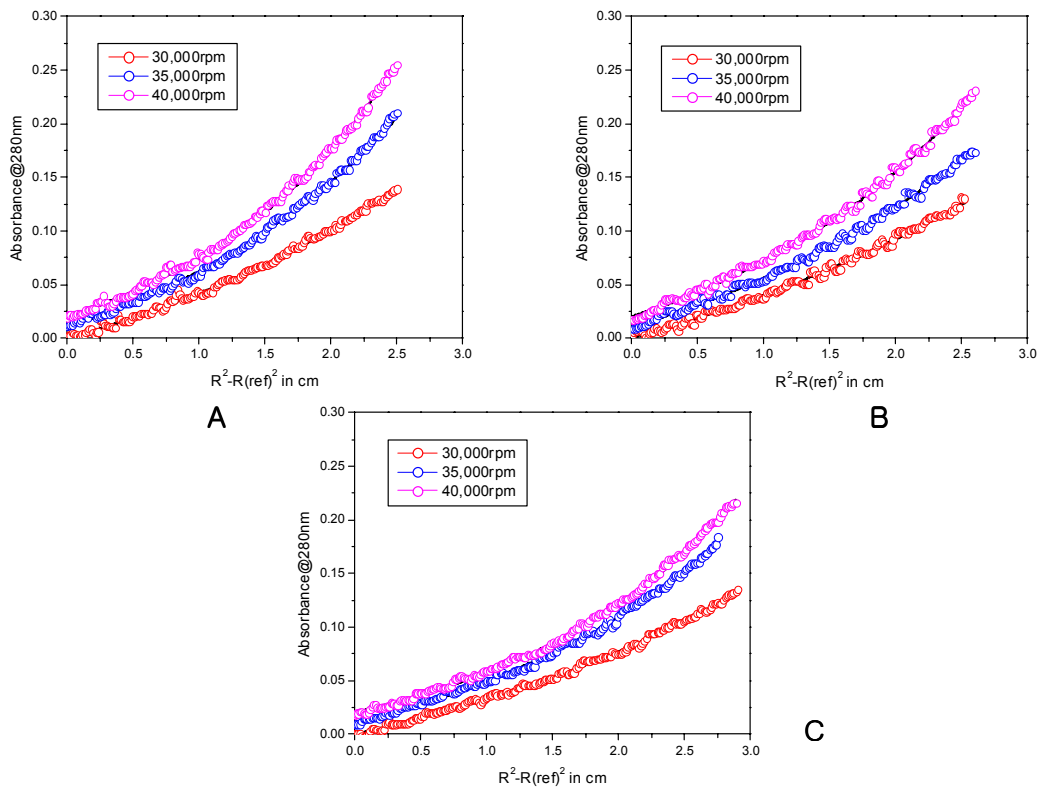 0.30
0.25
0.20
0.15
0.10
0.05
0.00
Absorbance@280nm
30,000rpm
35,000rpm
40,000rpm
0.0 0.5 1.0 1.5 2.0 2.5 3.0
R²-R(ref)² in cm
A
0.30
0.25
0.20
0.15
0.10
0.05
0.00
Absorbance@280nm
30,000rpm
35,000rpm
40,000rpm
0.0 0.5 1.0 1.5 2.0 2.5 3.0
R²-R(ref)² in cm
B
0.30
0.25
0.20
0.15
0.10
0.05
0.00
Absorbance@280nm
30,000rpm
35,000rpm
40,000rpm
0.0 0.5 1.0 1.5 2.0 2.5 3.0
R²-R(ref)² in cm
C